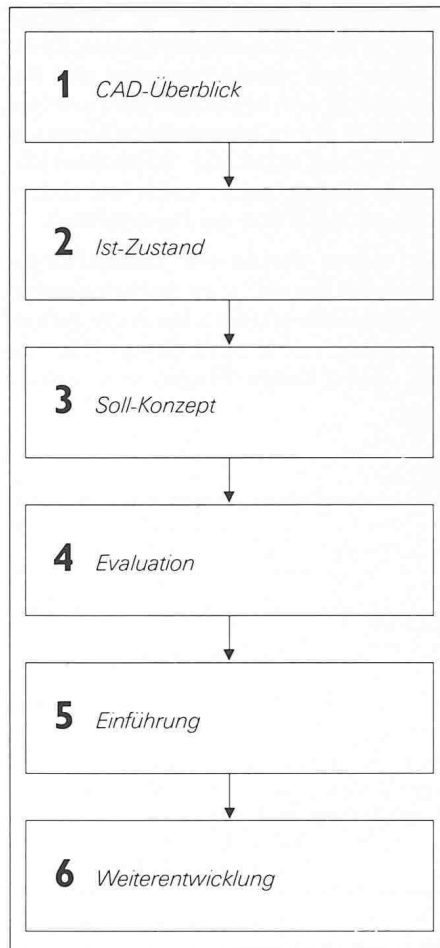 1 CAD-Überblick
2 Ist-Zustand
3 Soll-Konzept
4 Evaluation
5 Einführung
6 Weiterentwicklung